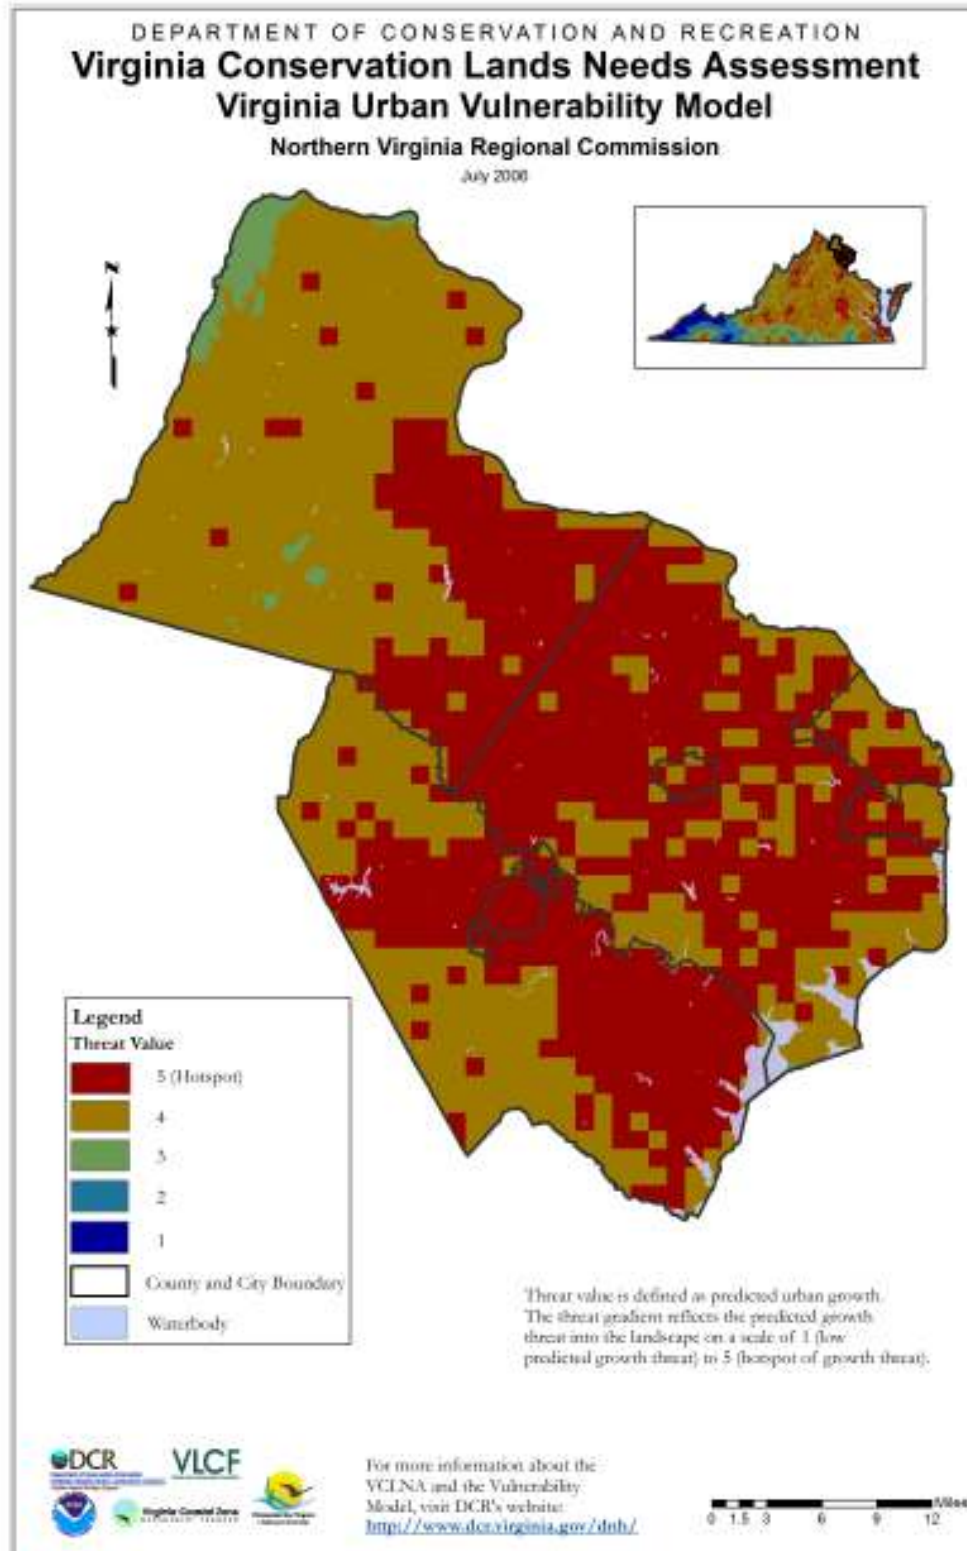 DEPARTMENT OF CONSERVATION AND RECREATION
Virginia Conservation Lands Needs Assessment
Virginia Urban Vulnerability Model
Northern Virginia Regional Commission
July 2006
N
Legend
Threat Value
5 (Hotspot)
4
3
2
1
County and City Boundary
Waterbody
Threat value is defined as predicted urban growth.
The threat gradient reflects the predicted growth
threat into the landscape on a scale of 1 (low
predicted growth threat) to 5 (hotspot of growth threat).
DCR
VLCF
Virginia Coastal Zone
For more information about the
VCLNA and the Vulnerability
Model, visit DCR's website:
http://www.dcr.virginia.gov/dnh/
Miles
0 1.5 3 6 9 12